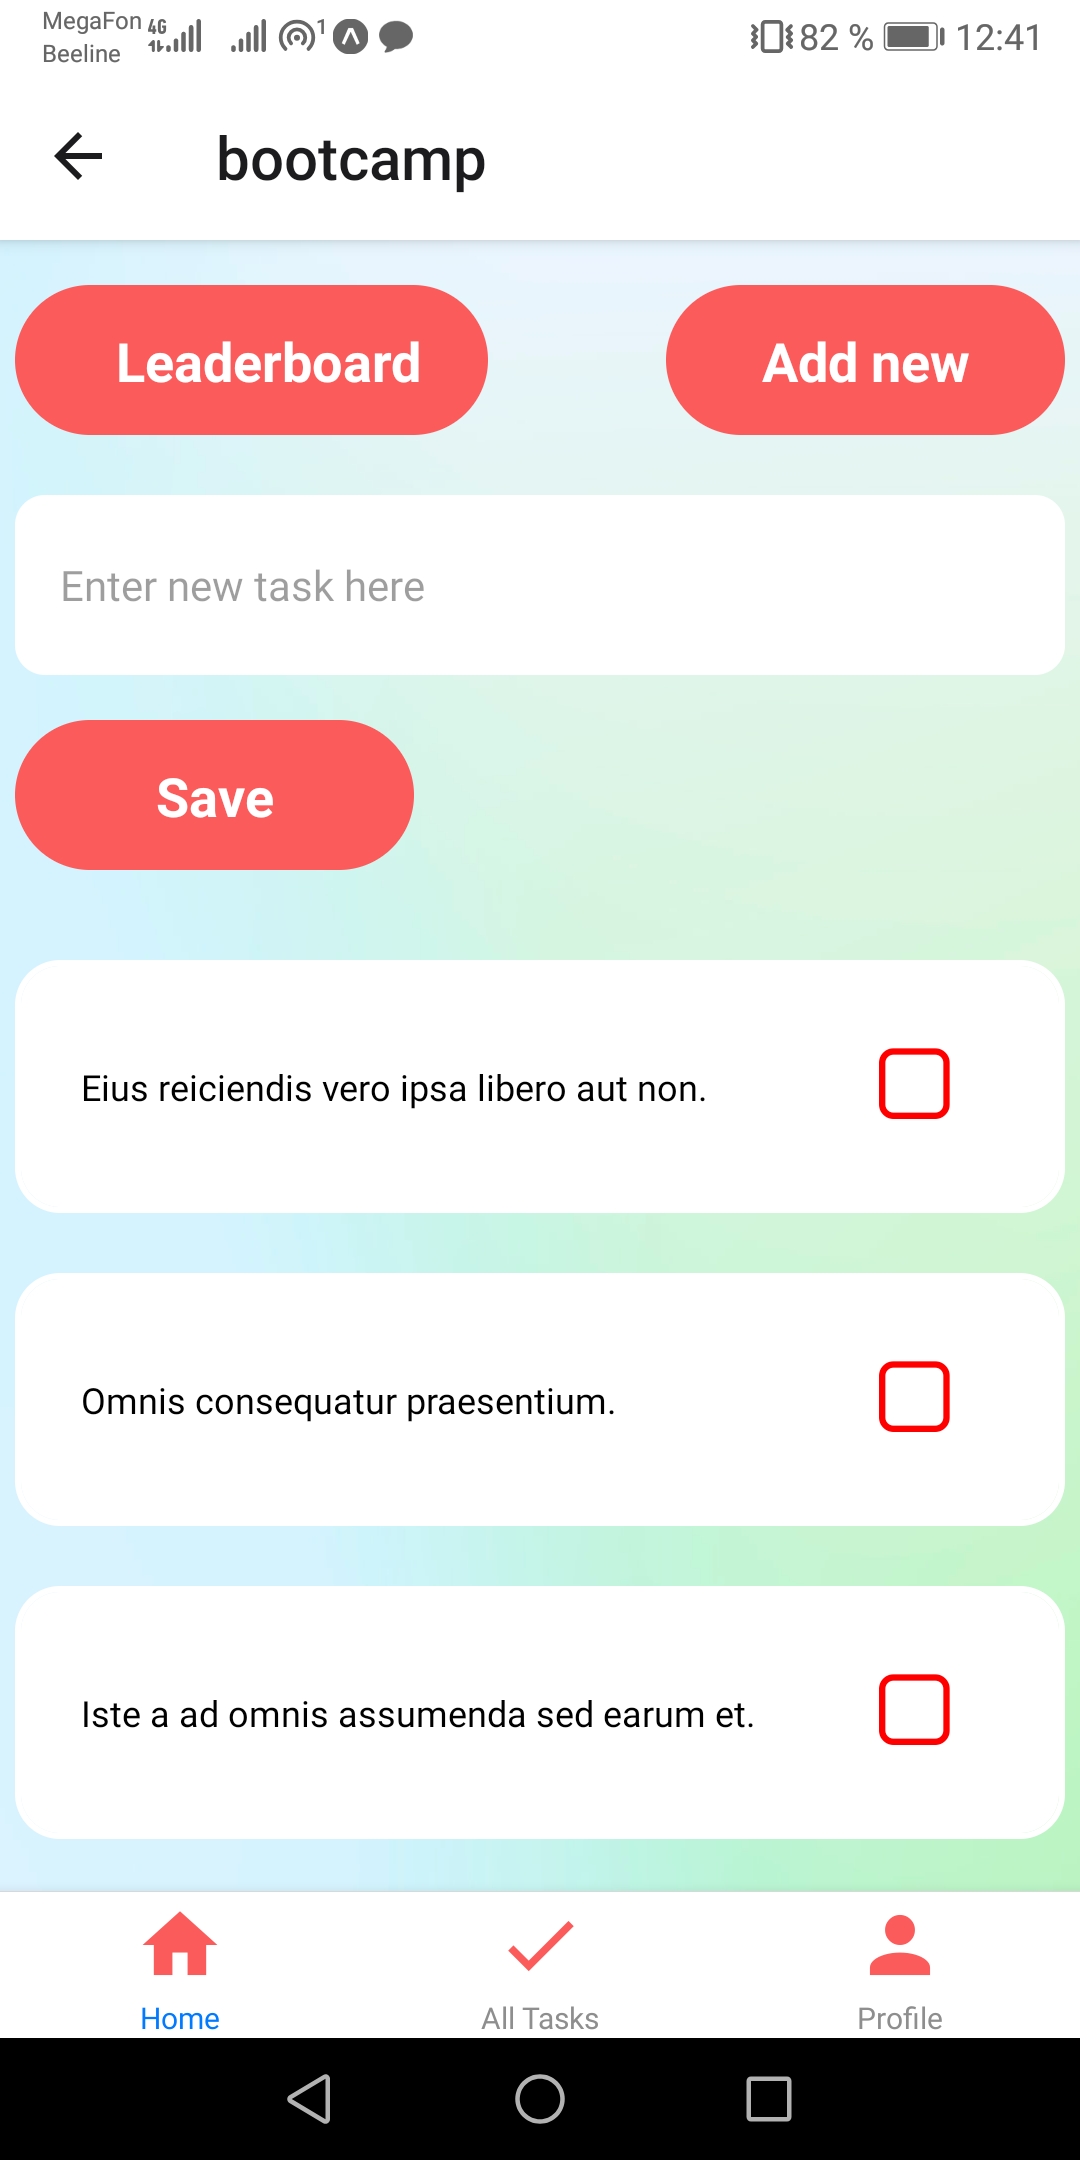 MegaFon 4G 1 82 % 12:41
Beeline
bootcamp
Leaderboard Add new
Enter new task here
Save
Eius reiciendis vero ipsa libero aut non.
Omnis consequatur praesentium.
Iste a ad omnis assumenda sed earum et.
Home All Tasks Profile